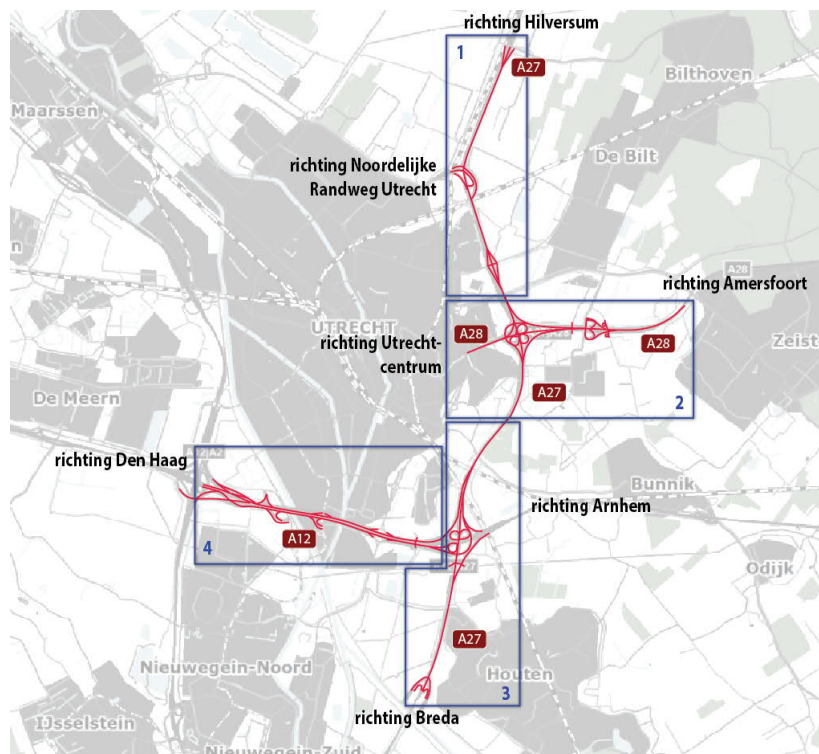 richting Hilversum
1
A27
Bilthoven
Maarssen
richting Noordelijke
Randweg Utrecht
De Bilt
A28
richting Amersfoort
UTRECHT
A28
richting Utrecht-
centrum
A28
Zeist
A27
De Meern
2
richting Den Haag
A2
Bunnik
richting Arnhem
4
A12
Odijk
A27
Nieuwegein-Noord
Houten
3
richting Breda
IJsselstein
Nieuwegein-Zuid